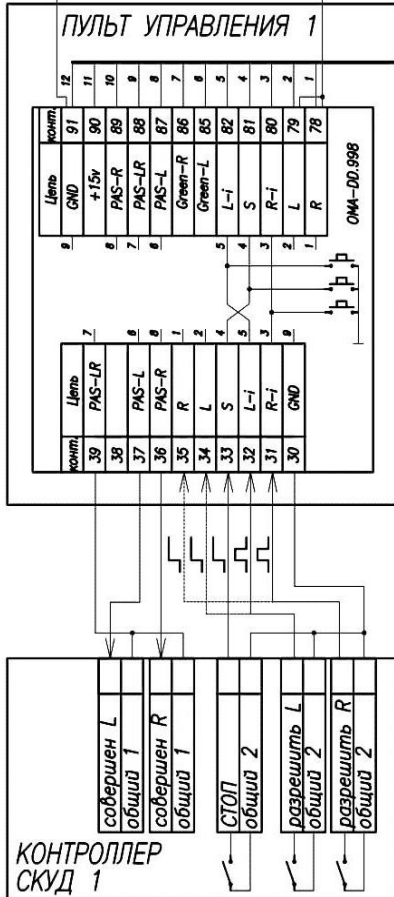 ПУЛЬТ УПРАВЛЕНИЯ 1
12 11 10 9 8 7 6 5 4 3 2 1
конт. 91 90 89 88 87 86 85 82 81 80 79 78
Цепь GND +15v PAS-R PAS-LR PAS-L Green-R Green-L L-i S R-i L R
OMA-DD.998
9 8 7 6 5 4 3 2 1
7 6 8 1 2 4 5 3 9
Цепь PAS-LR PAS-L PAS-R R L S L-i R-i GND
конт. 39 38 37 36 35 34 33 32 31 30
совершен L
общий 1
совершен R
общий 1
СТОП
общий 2
разрешить L
общий 2
разрешить R
общий 2
КОНТРОЛЛЕР
СКУД 1